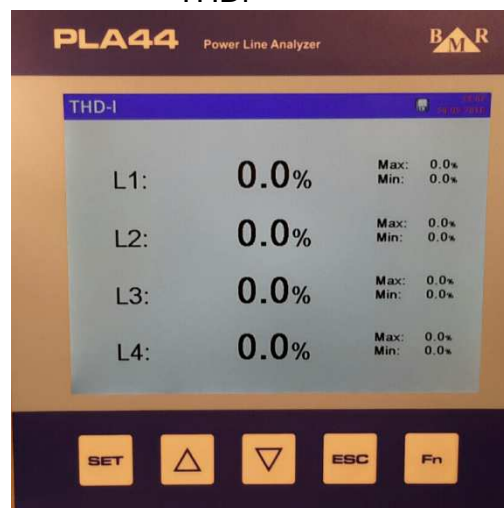 PLA44 Power Line Analyzer BMR
THD-I
L1: 0.0% Max: 0.0%
Min: 0.0%
L2: 0.0% Max: 0.0%
Min: 0.0%
L3: 0.0% Max: 0.0%
Min: 0.0%
L4: 0.0% Max: 0.0%
Min: 0.0%
SET ESC Fn